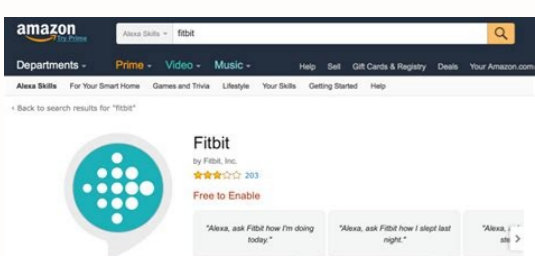 amazon
Try Prime
Alexa Skills
fitbit
Departments Prime Video Music Help Sell Gift Cards & Registry Deals Your Amazon.com
Alexa Skills For Your Smart Home Games and Trivia Lifestyle Your Skills Getting Started Help
‹ Back to search results for "fitbit"
Fitbit
by Fitbit, Inc.
203
Free to Enable
"Alexa, ask Fitbit how I'm doing
today."
"Alexa, ask Fitbit how I slept last
night."
"Alexa,